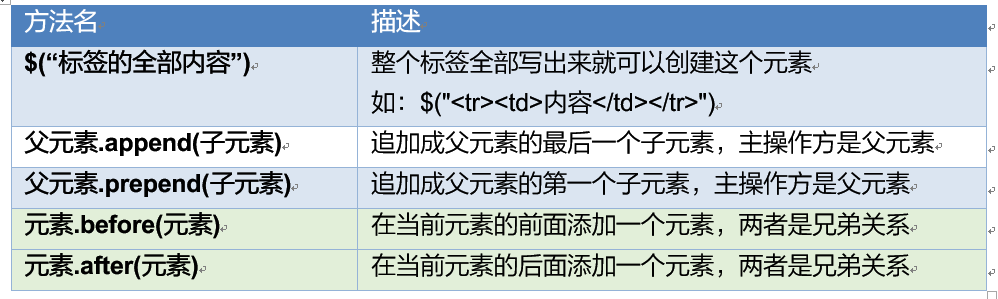 方法名 描述
$(“标签的全部内容”) 整个标签全部写出来就可以创建这个元素
如：$("<tr><td>内容</td></tr>")
父元素.append(子元素) 追加成父元素的最后一个子元素，主操作方是父元素
父元素.prepend(子元素) 追加成父元素的第一个子元素，主操作方是父元素
元素.before(元素) 在当前元素的前面添加一个元素，两者是兄弟关系
元素.after(元素) 在当前元素的后面添加一个元素，两者是兄弟关系